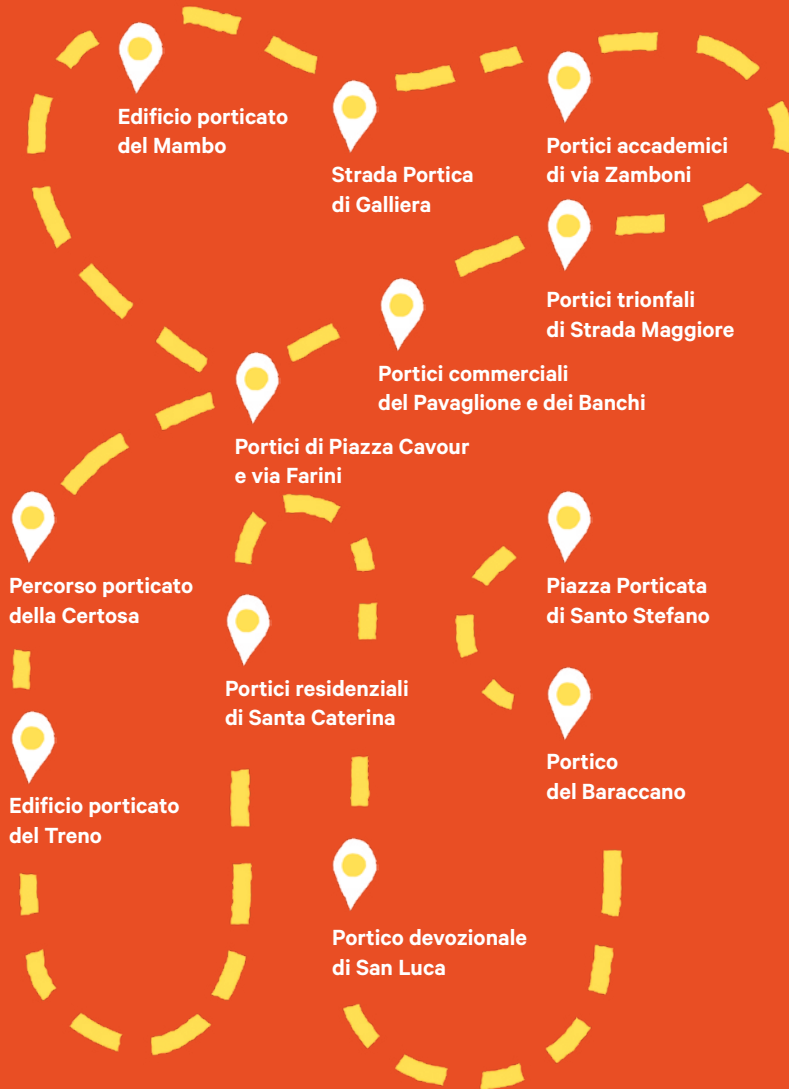 Edificio porticato
del Mambo
Strada Portica
di Galliera
Portici accademici
di via Zamboni
Portici trionfali
di Strada Maggiore
Portici commerciali
del Pavaglione e dei Banchi
Portici di Piazza Cavour
e via Farini
Percorso porticato
della Certosa
Piazza Porticata
di Santo Stefano
Portici residenziali
di Santa Caterina
Portico
del Baraccano
Edificio porticato
del Treno
Portico devozionale
di San Luca